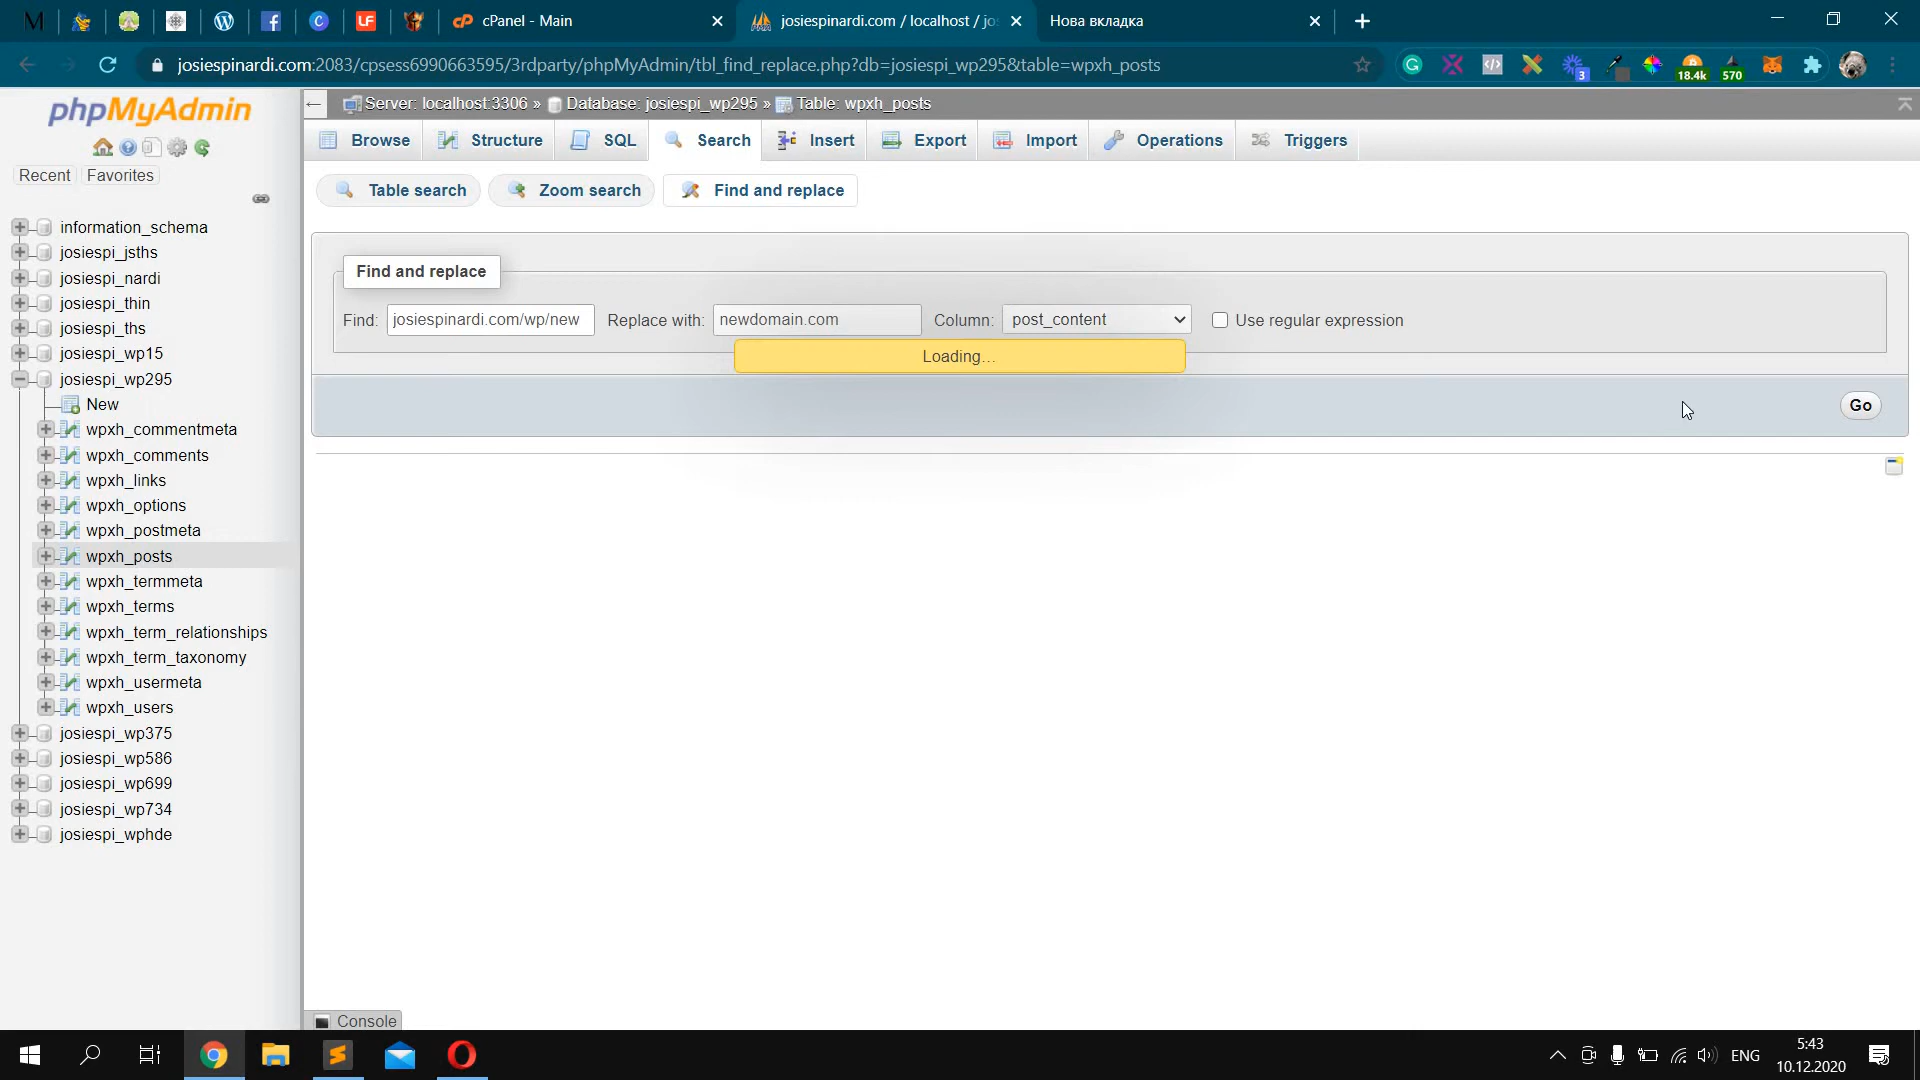 cPanel - Main
josiespinardi.com / localhost / jo
Нова вкладка
josiespinardi.com:2083/cpsess6990663595/3rdparty/phpMyAdmin/tbl_find_replace.php?db=josiespi_wp295&table=wpxh_posts
3
18.4k
570
phpMyAdmin
Recent
Favorites
information_schema
josiespi_jsths
josiespi_nardi
josiespi_thin
josiespi_ths
josiespi_wp15
josiespi_wp295
New
wpxh_commentmeta
wpxh_comments
wpxh_links
wpxh_options
wpxh_postmeta
wpxh_posts
wpxh_termmeta
wpxh_terms
wpxh_term_relationships
wpxh_term_taxonomy
wpxh_usermeta
wpxh_users
josiespi_wp375
josiespi_wp586
josiespi_wp699
josiespi_wp734
josiespi_wphde
Server: localhost:3306 » Database: josiespi_wp295 » Table: wpxh_posts
Browse Structure SQL Search Insert Export Import Operations Triggers
Table search Zoom search Find and replace
Find and replace
Find: josiespinardi.com/wp/new Replace with: newdomain.com Column: post_content Use regular expression
Loading…
Go
Console
ENG
5:43
10.12.2020